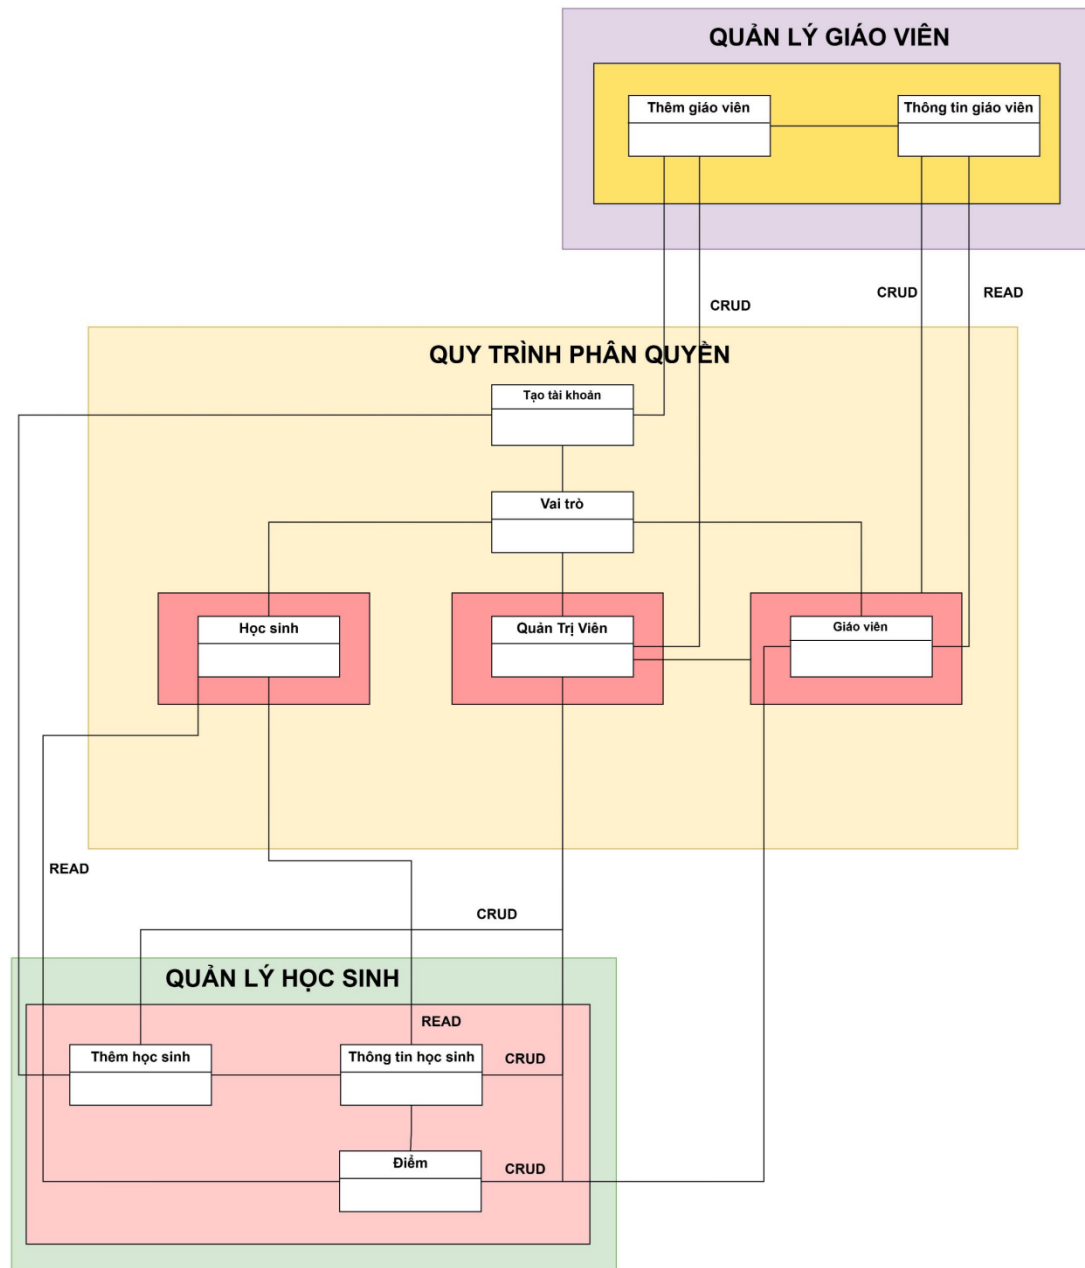 QUẢN LÝ GIÁO VIÊN
Thêm giáo viên
Thông tin giáo viên
CRUD
CRUD
READ
QUY TRÌNH PHÂN QUYỀN
Tạo tài khoản
Vai trò
Học sinh
Quản Trị Viên
Giáo viên
READ
CRUD
QUẢN LÝ HỌC SINH
READ
Thêm học sinh
Thông tin học sinh
CRUD
Điểm
CRUD